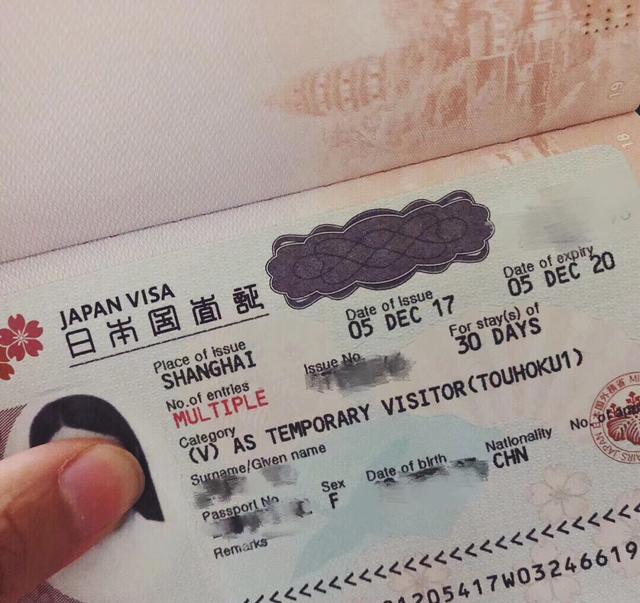 JAPAN VISA
日本国査証
Place of issue
SHANGHAI
Date of Issue
05 DEC 17
Date of expiry
05 DEC 20
No.of entries
MULTIPLE
Issue No.
For stay(s) of
30 DAYS
Category
(V) AS TEMPORARY VISITOR(TOUHOKU1)
Surname/Given name
Passport No.
Sex
F
Date of birth
Nationality
CHN
Remarks
19
18